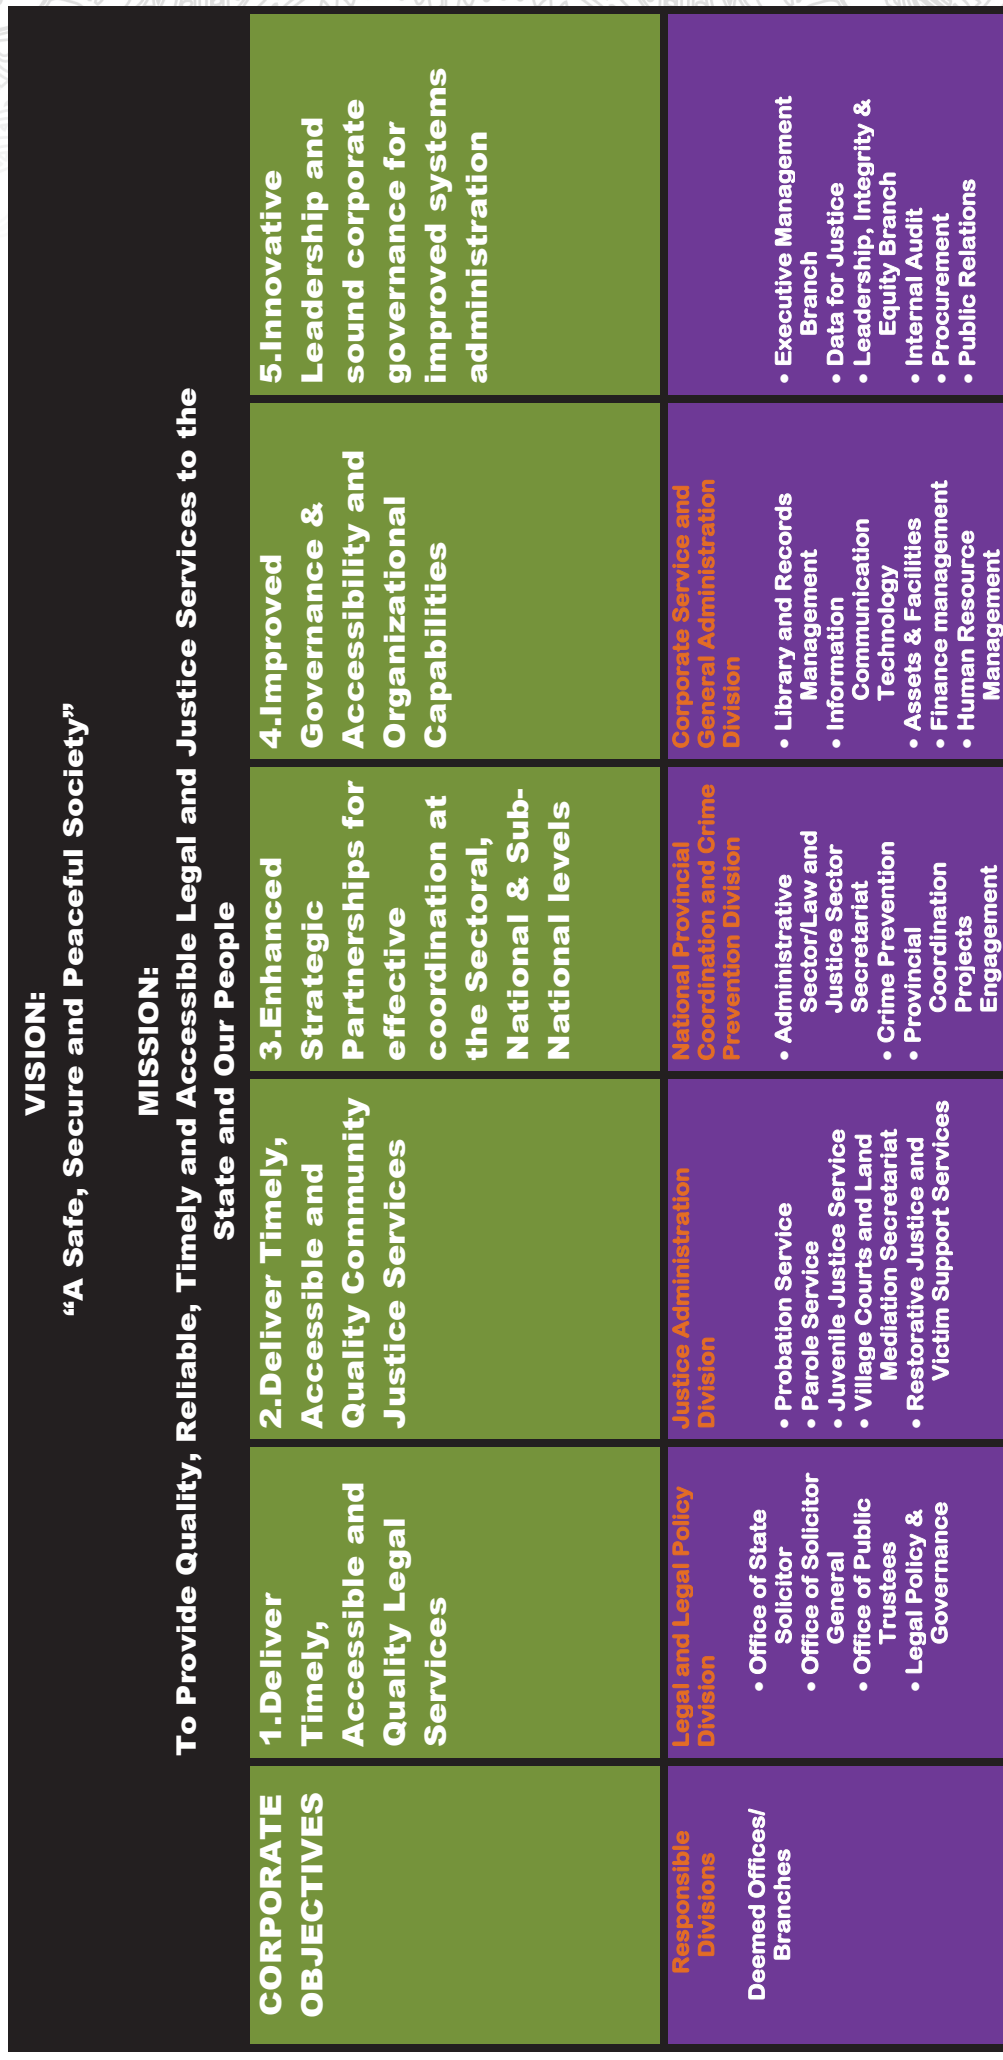 VISION:
“A Safe, Secure and Peaceful Society”
MISSION:
To Provide Quality, Reliable, Timely and Accessible Legal and Justice Services to the
State and Our People
CORPORATE
OBJECTIVES
1.Deliver
Timely,
Accessible and
Quality Legal
Services
2.Deliver Timely,
Accessible and
Quality Community
Justice Services
3.Enhanced
Strategic
Partnerships for
effective
coordination at
the Sectoral,
National & Sub-
National levels
4.Improved
Governance &
Accessibility and
Organizational
Capabilities
5.Innovative
Leadership and
sound corporate
governance for
improved systems
administration
Responsible
Divisions
Deemed Offices/
Branches
Legal and Legal Policy
Division
• Office of State
Solicitor
• Office of Solicitor
General
• Office of Public
Trustees
• Legal Policy &
Governance
Justice Administration
Division
• Probation Service
• Parole Service
• Juvenile Justice Service
• Village Courts and Land
Mediation Secretariat
• Restorative Justice and
Victim Support Services
National Provincial
Coordination and Crime
Prevention Division
• Administrative
Sector/Law and
Justice Sector
Secretariat
• Crime Prevention
• Provincial
Coordination
Projects
Engagement
Corporate Service and
General Administration
Division
• Library and Records
Management
• Information
Communication
Technology
• Assets & Facilities
• Finance management
• Human Resource
Management
• Executive Management
Branch
• Data for Justice
• Leadership, Integrity &
Equity Branch
• Internal Audit
• Procurement
• Public Relations